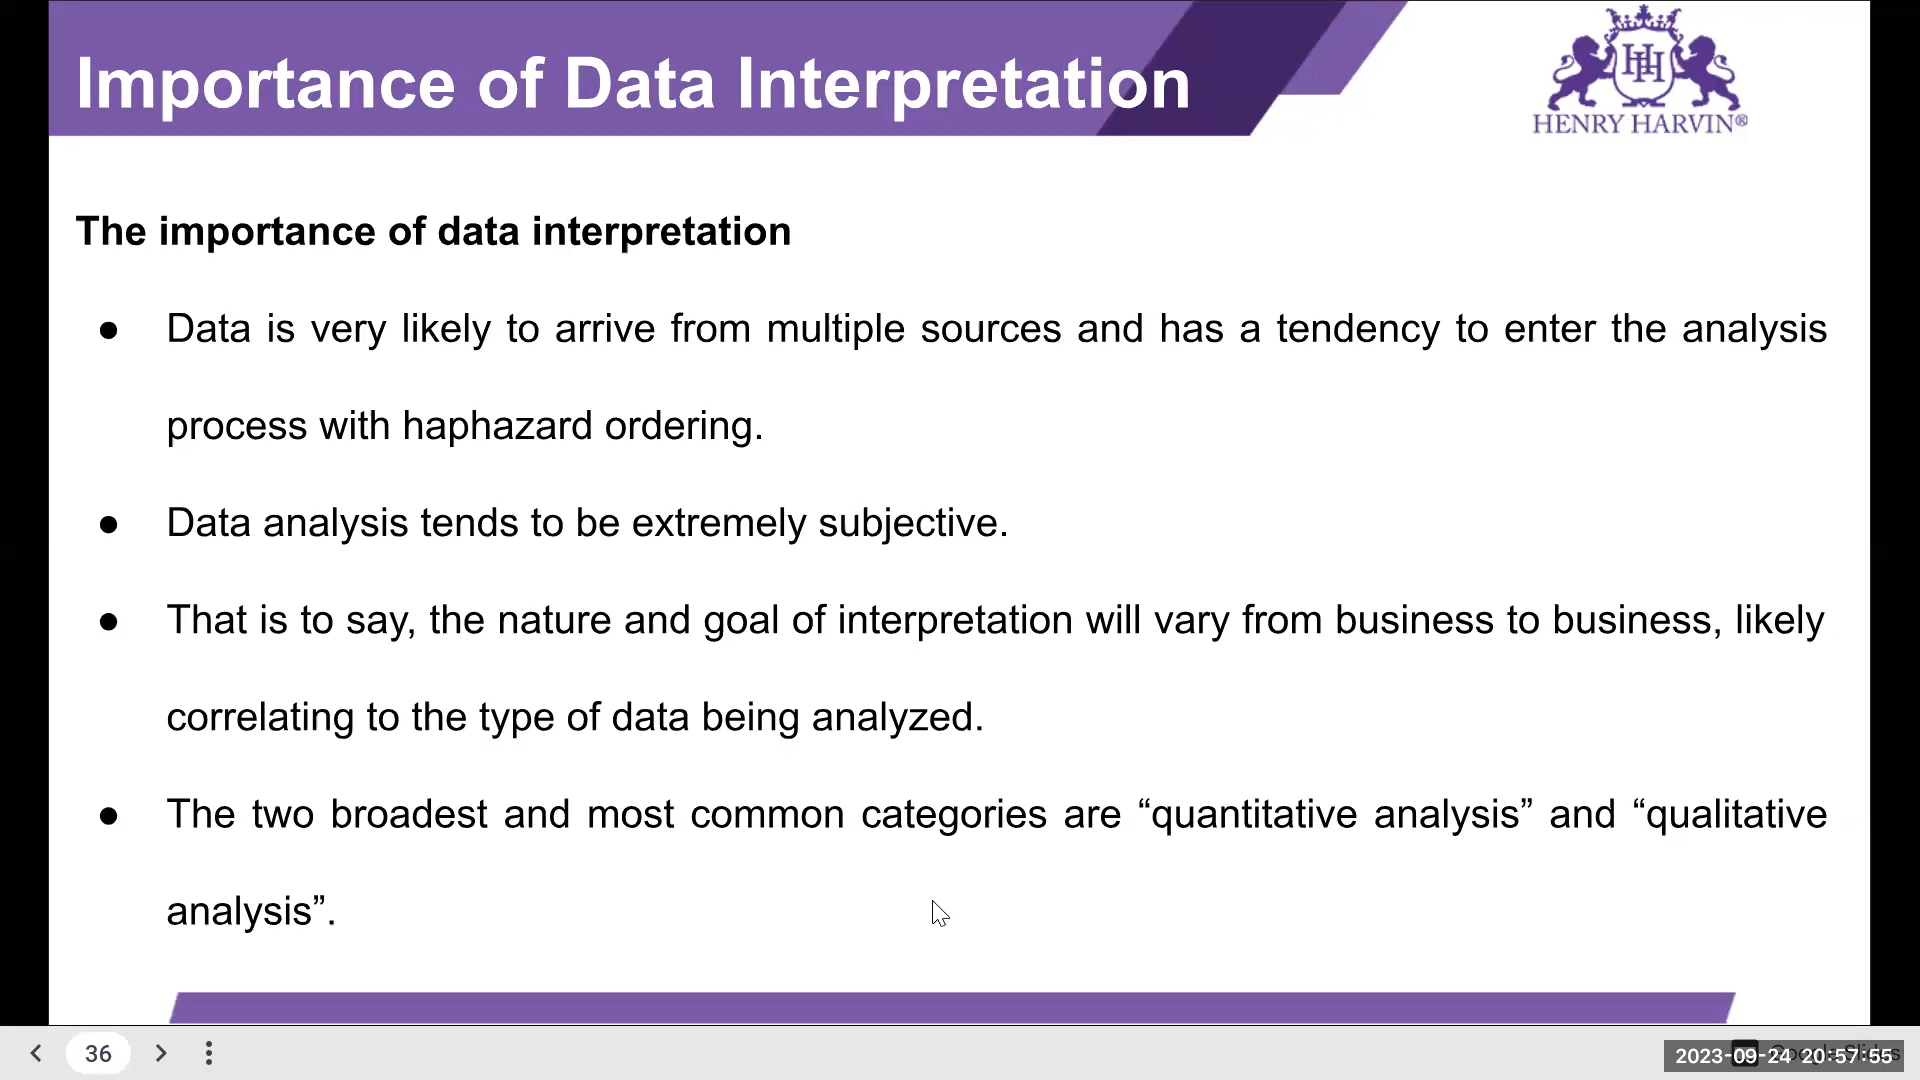 Importance of Data Interpretation
HENRY HARVIN®
The importance of data interpretation
● Data is very likely to arrive from multiple sources and has a tendency to enter the analysis
process with haphazard ordering.
● Data analysis tends to be extremely subjective.
● That is to say, the nature and goal of interpretation will vary from business to business, likely
correlating to the type of data being analyzed.
● The two broadest and most common categories are “quantitative analysis” and “qualitative
analysis”.
36
2023-09-24 20:57:55